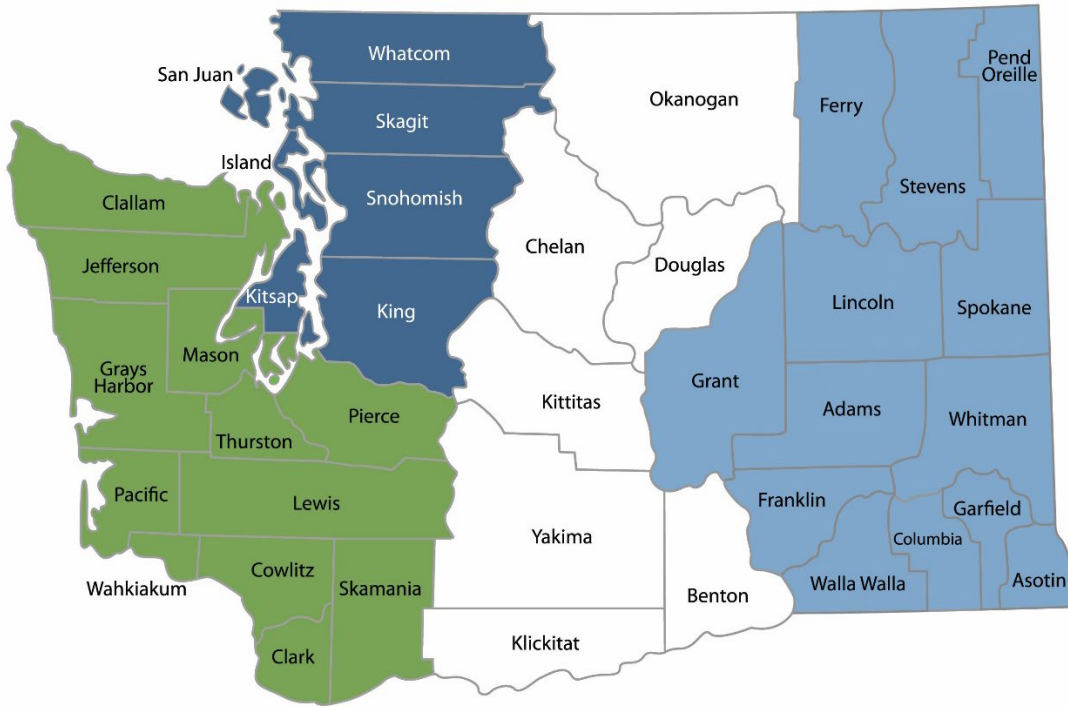 Whatcom
San Juan
Pend
Oreille
Okanogan
Ferry
Skagit
Island
Stevens
Snohomish
Clallam
Chelan
Jefferson
Douglas
Kitsap
Lincoln
Spokane
King
Mason
Grays
Harbor
Grant
Kittitas
Adams
Whitman
Pierce
Thurston
Pacific
Lewis
Franklin
Garfield
Yakima
Columbia
Cowlitz
Skamania
Wahkiakum
Walla Walla
Asotin
Benton
Klickitat
Clark